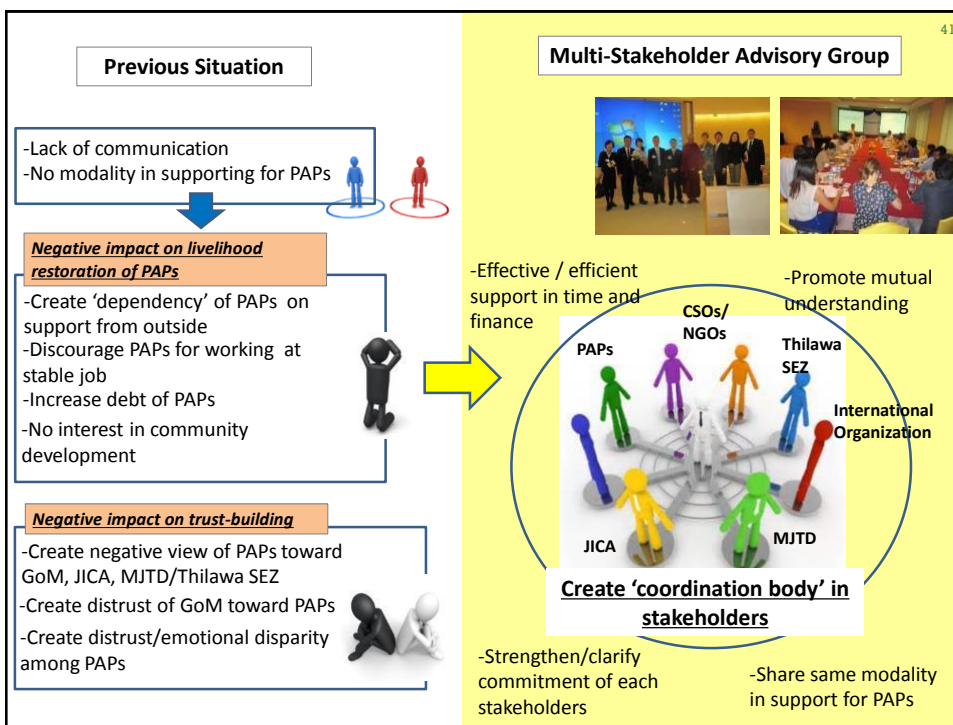 41
Previous Situation
-Lack of communication
-No modality in supporting for PAPs
Negative impact on livelihood
restoration of PAPs
-Create ‘dependency’ of PAPs on
support from outside
-Discourage PAPs for working at
stable job
-Increase debt of PAPs
-No interest in community
development
Negative impact on trust-building
-Create negative view of PAPs toward
GoM, JICA, MJTD/Thilawa SEZ
-Create distrust of GoM toward PAPs
-Create distrust/emotional disparity
among PAPs
Multi-Stakeholder Advisory Group
-Effective / efficient
support in time and
finance
-Promote mutual
understanding
CSOs/
NGOs
PAPs
Thilawa
SEZ
International
Organization
JICA
MJTD
Create ‘coordination body’ in
stakeholders
-Strengthen/clarify
commitment of each
stakeholders
-Share same modality
in support for PAPs